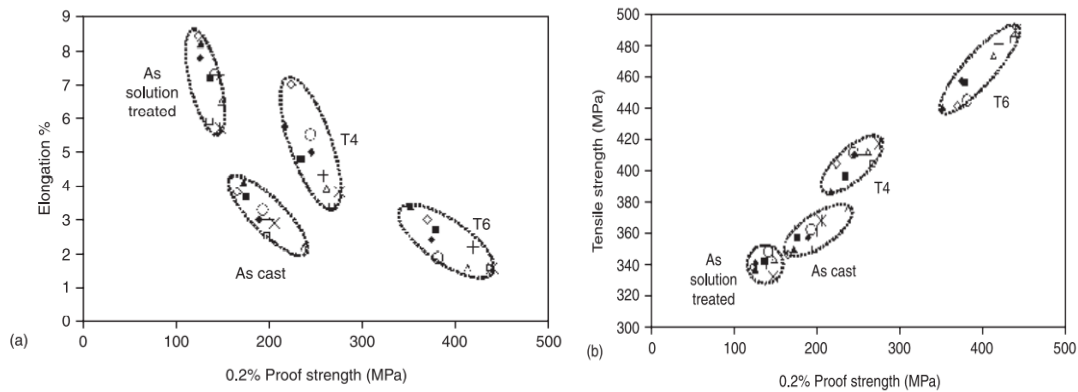 9
8
7
6
5
4
3
2
1
0
Elongation %
As
solution
treated
T4
T6
As cast
0 100 200 300 400 500
0.2% Proof strength (MPa)
(a)
500
480
460
440
420
400
380
360
340
320
300
Tensile strength (MPa)
T6
T4
As cast
As
solution
treated
0 100 200 300 400 500
0.2% Proof strength (MPa)
(b)